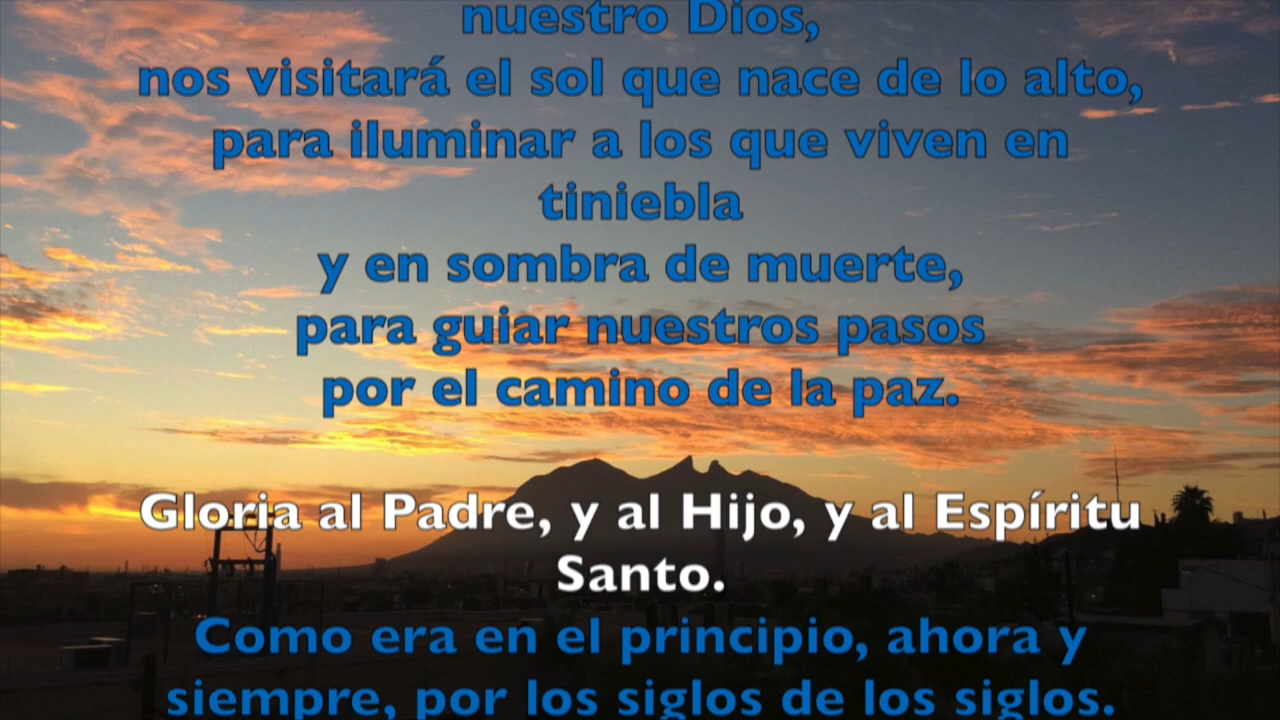 nuestro Dios,
nos visitará el sol que nace de lo alto,
para iluminar a los que viven en
tiniebla
y en sombra de muerte,
para guiar nuestros pasos
por el camino de la paz.
Gloria al Padre, y al Hijo, y al Espíritu
Santo.
Como era en el principio, ahora y
siempre, por los siglos de los siglos.